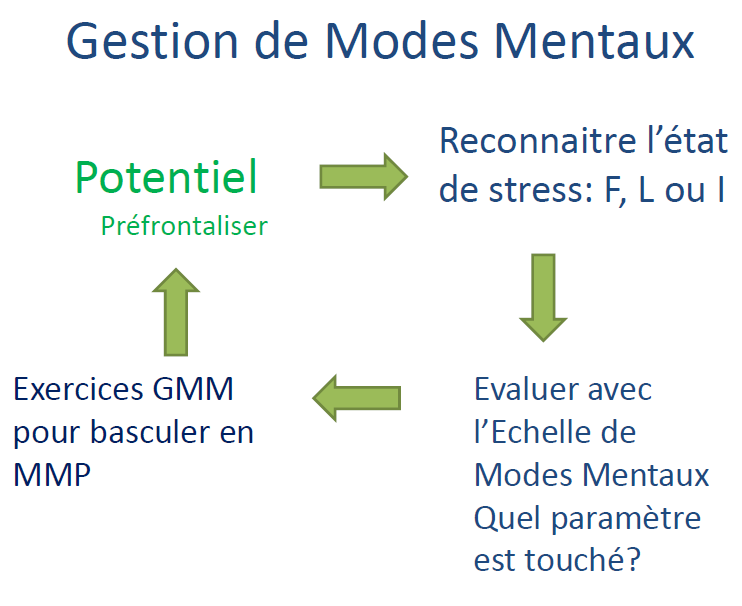 Gestion de Modes Mentaux
Potentiel
Préfrontaliser
Reconnaitre l’état
de stress: F, L ou I
Evaluer avec
l’Echelle de
Modes Mentaux
Quel paramètre
est touché?
Exercices GMM
pour basculer en
MMP